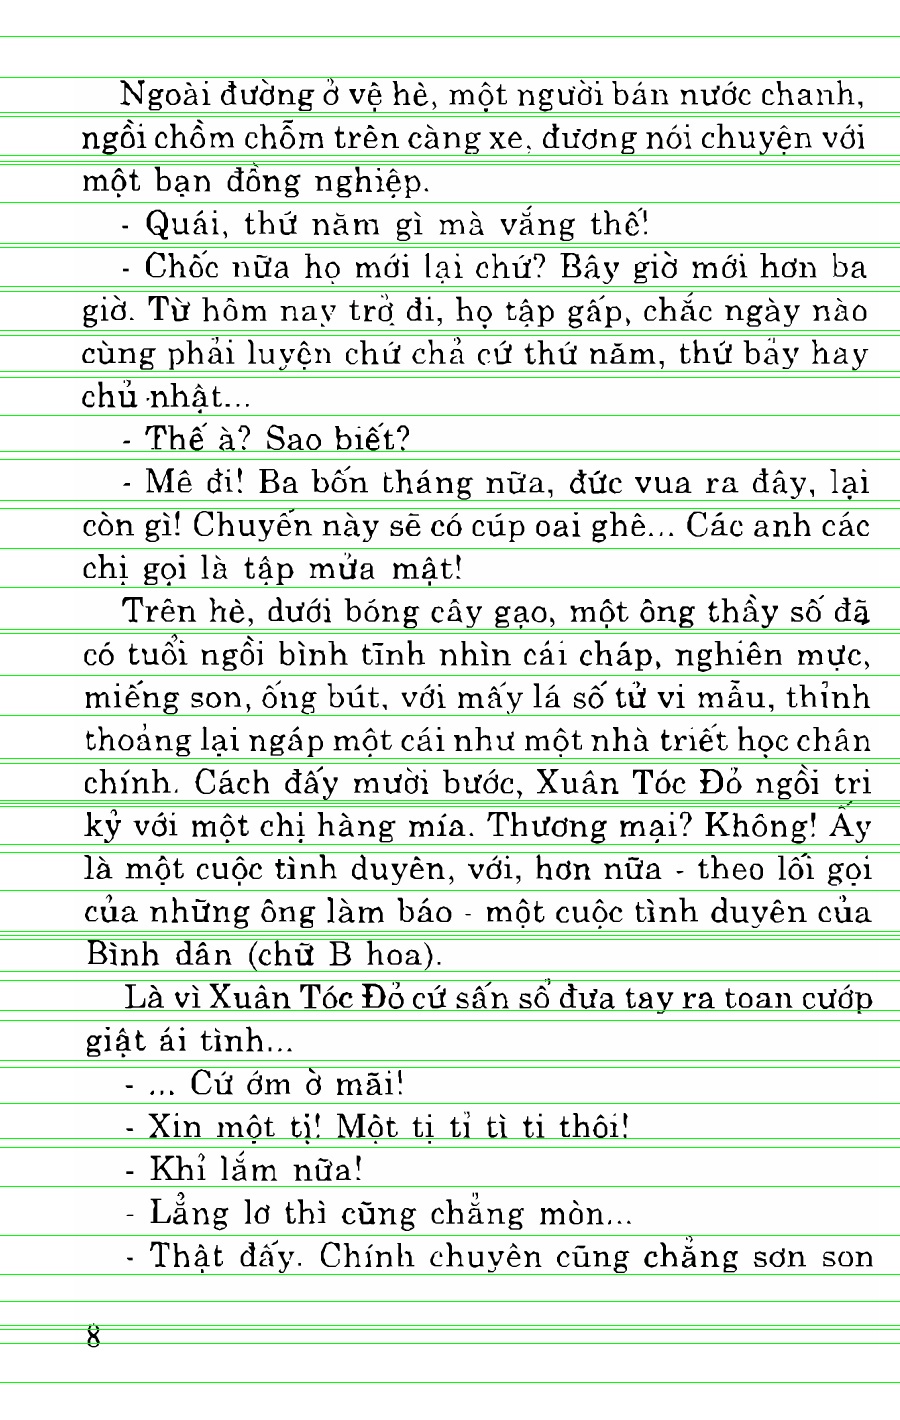 Ngoài đường ở vệ hè, một người bán nước chanh,
ngồi chồm chỗm trên càng xe, đương nói chuyện với
một bạn đồng nghiệp.
- Quái, thứ năm gì mà vắng thế!
- Chốc nữa họ mới lại chứ? Bây giờ mới hơn ba
giờ. Từ hôm nay trở đi, họ tập gấp, chắc ngày nào
cùng phải luyện chứ chả cứ thứ năm, thứ bảy hay
chủ nhật...
- Thế à? Sao biết?
- Mê đi! Ba bốn tháng nữa, đức vua ra đây, lại
còn gì! Chuyến này sẽ có cúp oai ghê... Các anh các
chị gọi là tập mửa mật!
Trên hè, dưới bóng cây gạo, một ông thầy số đã
có tuổi ngồi bình tĩnh nhìn cái cháp, nghiên mực,
miếng son, ống bút, với mấy lá số tử vi mẫu, thỉnh
thoảng lại ngáp một cái như một nhà triết học chân
chính. Cách đấy mười bước, Xuân Tóc Đỏ ngồi tri
kỷ với một chị hàng mía. Thương mại? Không! Ấy
là một cuộc tình duyên, với, hơn nữa - theo lối gọi
của những ông làm báo - một cuộc tình duyên của
Bình dân (chữ B hoa).
Là vì Xuân Tóc Đỏ cứ sấn sổ đưa tay ra toan cướp
giật ái tình...
- ... Cứ ỡm ờ mãi!
- Xin một tị! Một tị tỉ tì ti thôi!
- Khỉ lắm nữa!
- Lẳng lơ thì cũng chẳng mòn...
- Thật đấy. Chính chuyên cũng chẳng sơn son
8